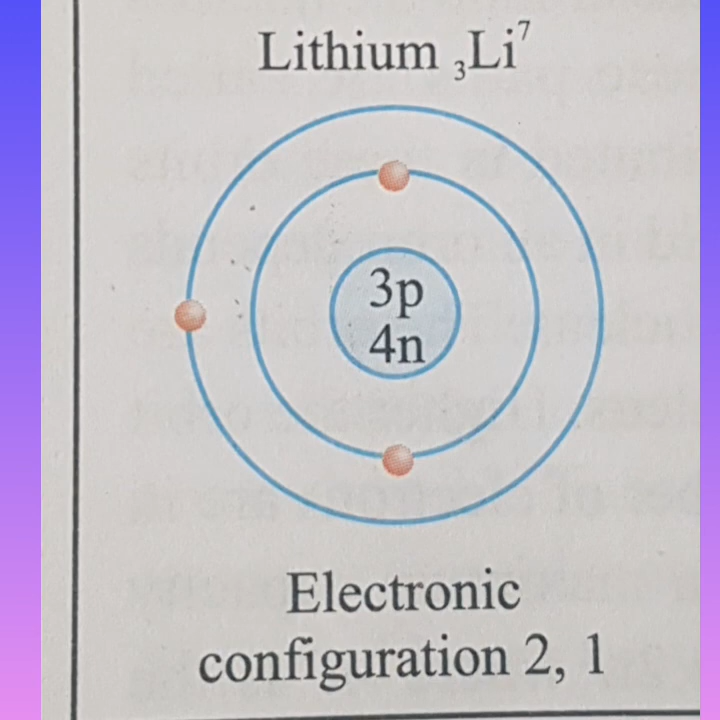 Lithium ₃Li⁷
3p
4n
Electronic
configuration 2, 1